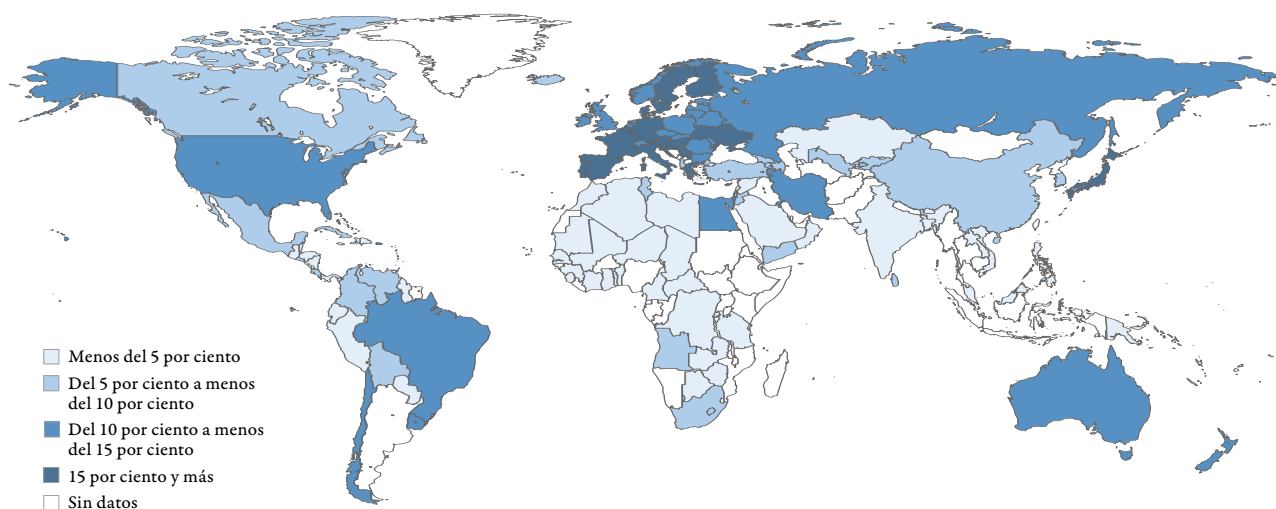 Menos del 5 por ciento
Del 5 por ciento a menos
del 10 por ciento
Del 10 por ciento a menos
del 15 por ciento
15 por ciento y más
Sin datos